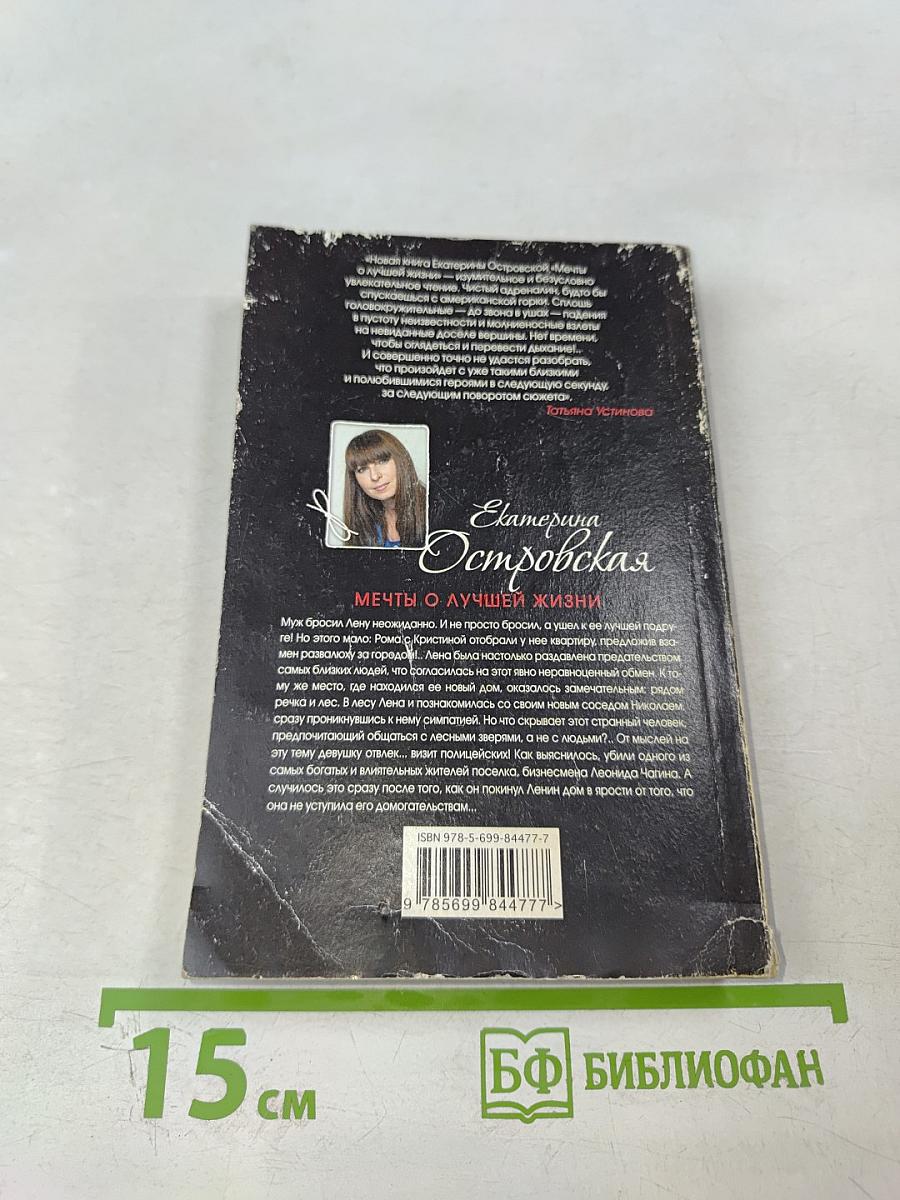 «Новая книга Екатерины Островской «Мечты
о лучшей жизни» — изумительное и безусловно
увлекательное чтение. Чистый адреналин, будто бы
спускаешься с американской горки. Сплошь
головокружительные — до звона в ушах — падения
в пустоту неизвестности и молниеносные взлеты
на невиданные доселе вершины. Нет времени,
чтобы оглядеться и перевести дыхание!..
И совершенно точно не удастся разобрать,
что произойдет с уже такими близкими
и полюбившимися героями в следующую секунду,
за следующим поворотом сюжета».
Татьяна Устинова
Екатерина
Островская
МЕЧТЫ О ЛУЧШЕЙ ЖИЗНИ
Муж бросил Лену неожиданно. И не просто бросил, а ушел к ее лучшей подру-
ге! Но этого мало: Рома с Кристиной отобрали у нее квартиру, предложив вза-
мен развалюху за городом!.. Лена была настолько раздавлена предательством
самых близких людей, что согласилась на этот явно неравноценный обмен. К то-
му же место, где находился ее новый дом, оказалось замечательным: рядом
речка и лес. В лесу Лена и познакомилась со своим новым соседом Николаем,
сразу проникнувшись к нему симпатией. Но что скрывает этот странный человек,
предпочитающий общаться с лесными зверями, а не с людьми?.. От мыслей на
эту тему девушку отвлек... визит полицейских! Как выяснилось, убили одного из
самых богатых и влиятельных жителей поселка, бизнесмена Леонида Чагина. А
случилось это сразу после того, как он покинул Ленин дом в ярости от того, что
она не уступила его домогательствам...
ISBN 978-5-699-84477-7
9 785699 844777 >
15 см
БФ БИБЛИОФАН